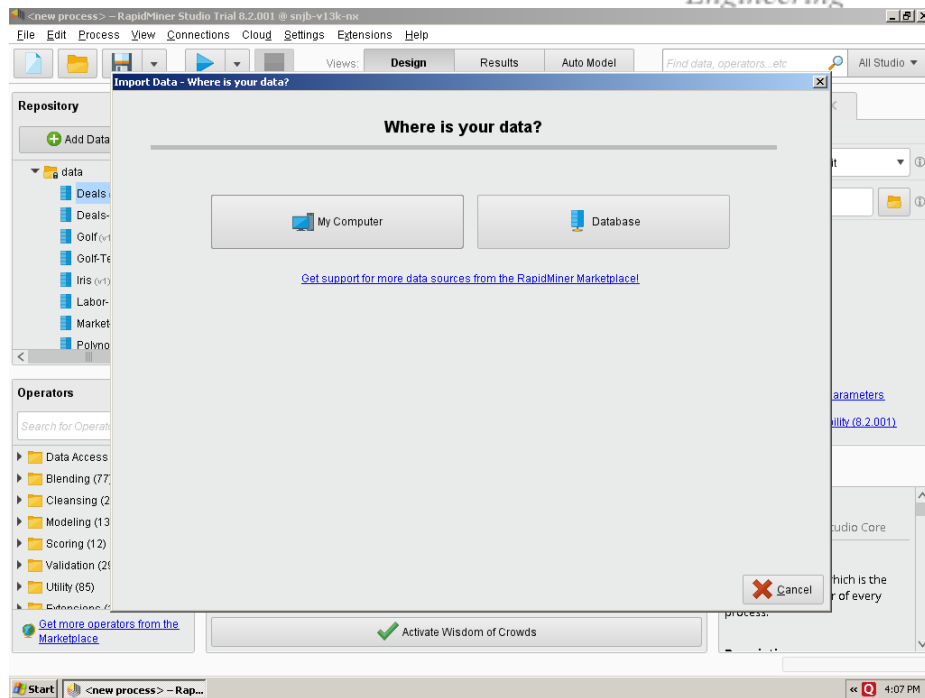 Engineering
<new process> – RapidMiner Studio Trial 8.2.001 @ snjb-v13k-nx
File Edit Process View Connections Cloud Settings Extensions Help
Views: Design Results Auto Model Find data, operators...etc All Studio
Import Data - Where is your data?
Repository
Where is your data?
Add Data
it
data
Deals
Deals-
My Computer
Database
Golf (v1
Golf-Te
Iris (v1)
Get support for more data sources from the RapidMiner Marketplace!
Labor-
Market
Polyno
Operators
arameters
Search for Operat
ility (8.2.001)
Data Access
Blending (77)
Cleansing (2
Modeling (13
tudio Core
Scoring (12)
Validation (29
Utility (85)
hich is the
Cancel
r of every
Extensions (
process.
Get more operators from the
Marketplace
Activate Wisdom of Crowds
Start
<new process> – Rap...
4:07 PM